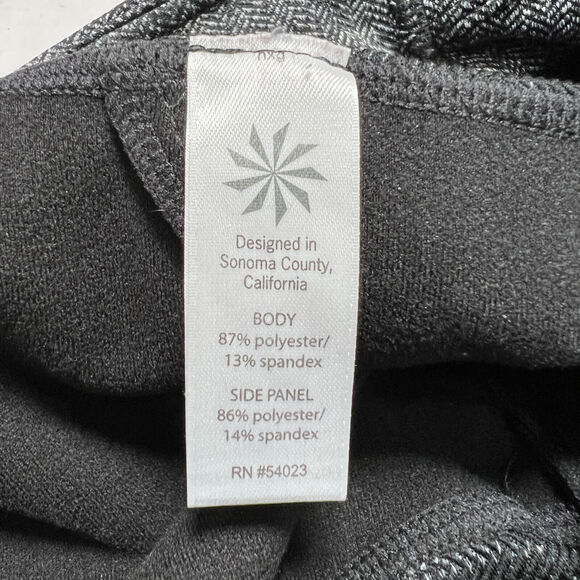 Designed in
Sonoma County,
California
BODY
87% polyester/
13% spandex
SIDE PANEL
86% polyester/
14% spandex
RN #54023